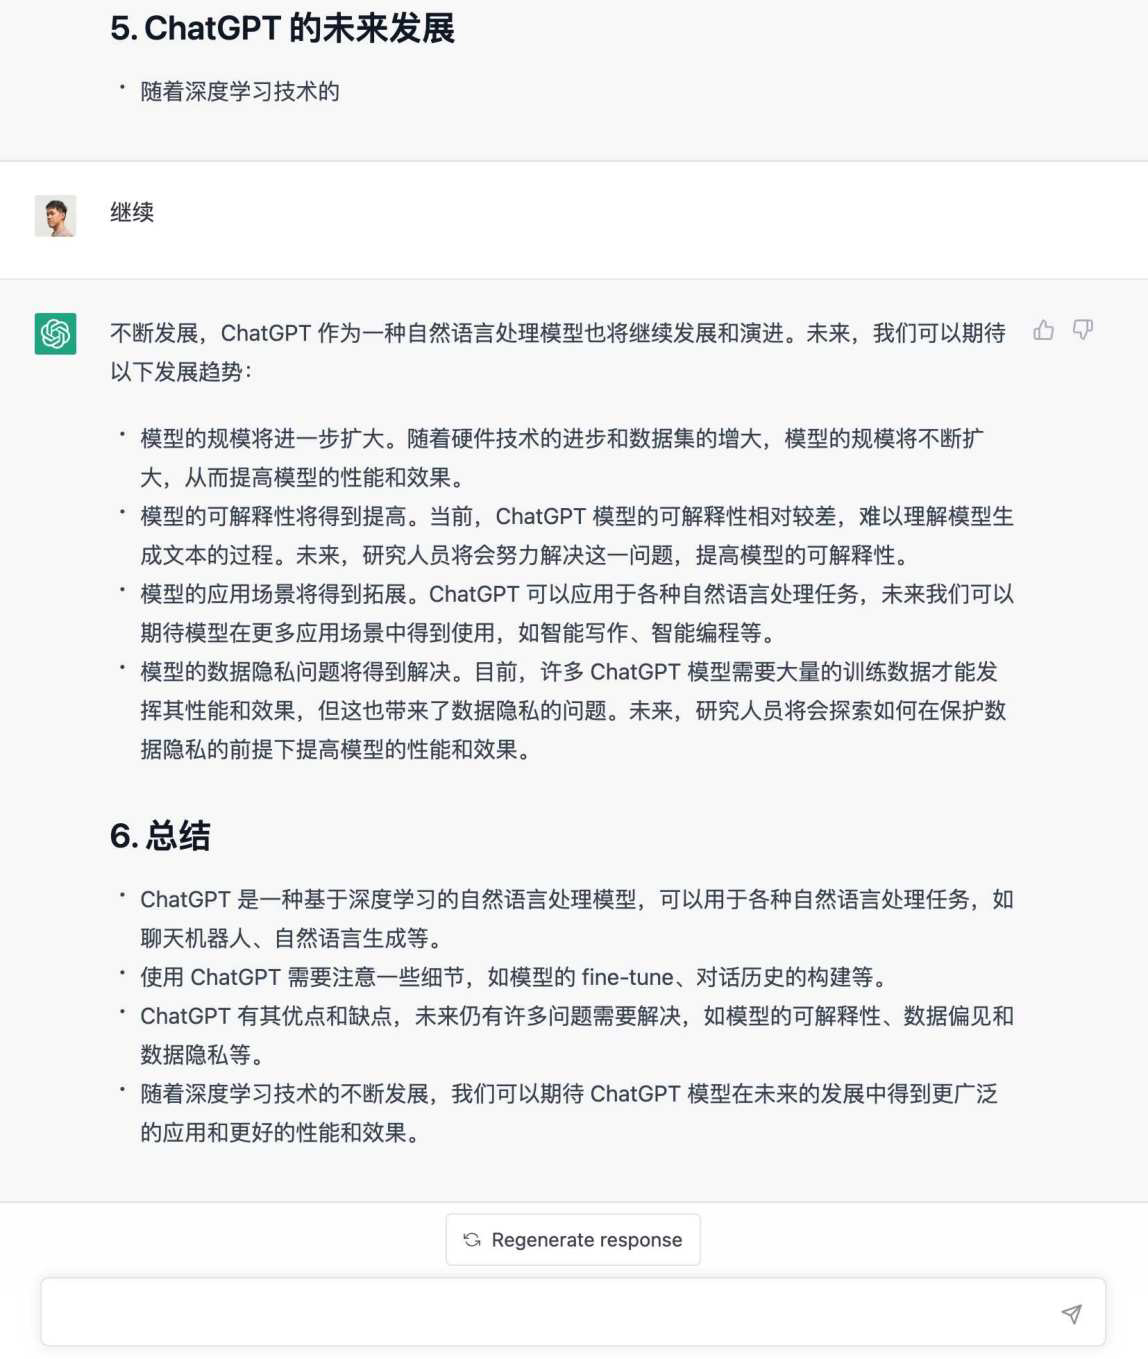 5. ChatGPT 的未来发展
随着深度学习技术的
继续
不断发展，ChatGPT 作为一种自然语言处理模型也将继续发展和演进。未来，我们可以期待
以下发展趋势：
模型的规模将进一步扩大。随着硬件技术的进步和数据集的增大，模型的规模将不断扩
大，从而提高模型的性能和效果。
模型的可解释性将得到提高。当前，ChatGPT 模型的可解释性相对较差，难以理解模型生
成文本的过程。未来，研究人员将会努力解决这一问题，提高模型的可解释性。
模型的应用场景将得到拓展。ChatGPT 可以应用于各种自然语言处理任务，未来我们可以
期待模型在更多应用场景中得到使用，如智能写作、智能编程等。
模型的数据隐私问题将得到解决。目前，许多 ChatGPT 模型需要大量的训练数据才能发
挥其性能和效果，但这也带来了数据隐私的问题。未来，研究人员将会探索如何在保护数
据隐私的前提下提高模型的性能和效果。
6. 总结
ChatGPT 是一种基于深度学习的自然语言处理模型，可以用于各种自然语言处理任务，如
聊天机器人、自然语言生成等。
使用 ChatGPT 需要注意一些细节，如模型的 fine-tune、对话历史的构建等。
ChatGPT 有其优点和缺点，未来仍有许多问题需要解决，如模型的可解释性、数据偏见和
数据隐私等。
随着深度学习技术的不断发展，我们可以期待 ChatGPT 模型在未来的发展中得到更广泛
的应用和更好的性能和效果。
Regenerate response